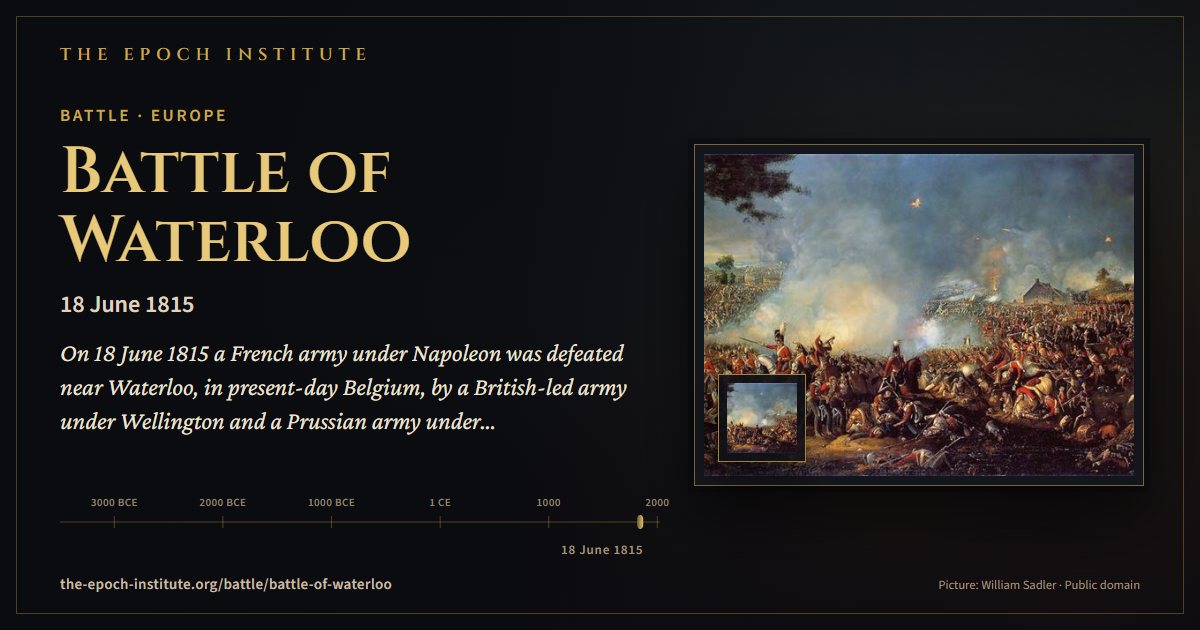 THE EPOCH INSTITUTE
BATTLE · EUROPE
BATTLE OF
WATERLOO
18 June 1815
On 18 June 1815 a French army under Napoleon was defeated
near Waterloo, in present-day Belgium, by a British-led army
under Wellington and a Prussian army under...
3000 BCE 2000 BCE 1000 BCE 1 CE 1000 2000
18 June 1815
the-epoch-institute.org/battle/battle-of-waterloo
Picture: William Sadler · Public domain